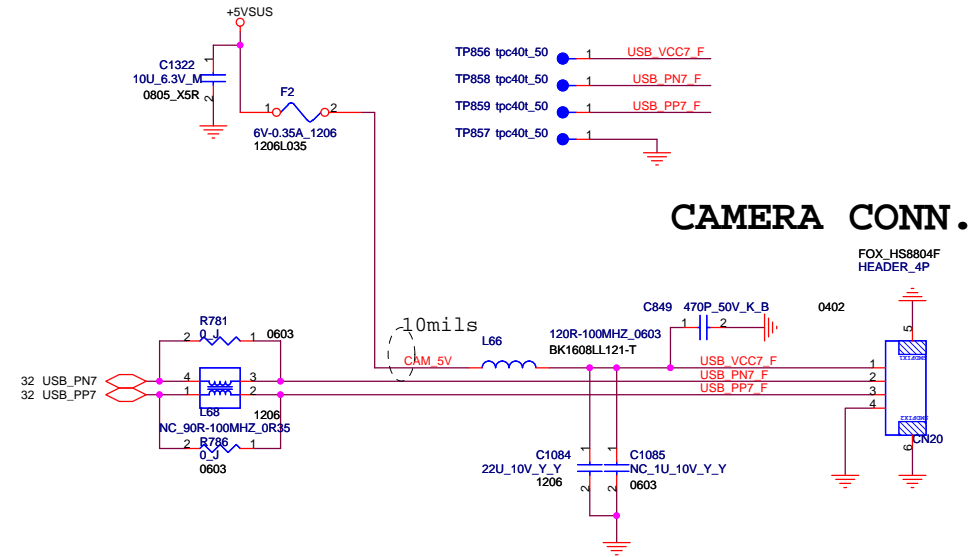 +5VSUS
C1322
10U_6.3V_M
0805_X5R
1
2
F2
1
2
6V-0.35A_1206
1206L035
TP856 tpc40t_50 1 USB_VCC7_F
TP858 tpc40t_50 1 USB_PN7_F
TP859 tpc40t_50 1 USB_PP7_F
TP857 tpc40t_50 1
CAMERA CONN.
FOX_HS8804F
HEADER_4P
C849 470P_50V_K_B 0402
1 2
R781
0_J
2 1 0603
10mils
CAM_5V
L66
120R-100MHZ_0603
BK1608LL121-T
USB_VCC7_F
USB_PN7_F
USB_PP7_F
5
1
2
3
4
6
SMDFIX1
SMDFIX2
CN20
32 USB_PN7
32 USB_PP7
4 3
1 2
L68
1206
NC_90R-100MHZ_0R35
R786
2 1
0_J
0603
C1084
22U_10V_Y_Y
1206
1
2
C1085
NC_1U_10V_Y_Y
0603
1
2